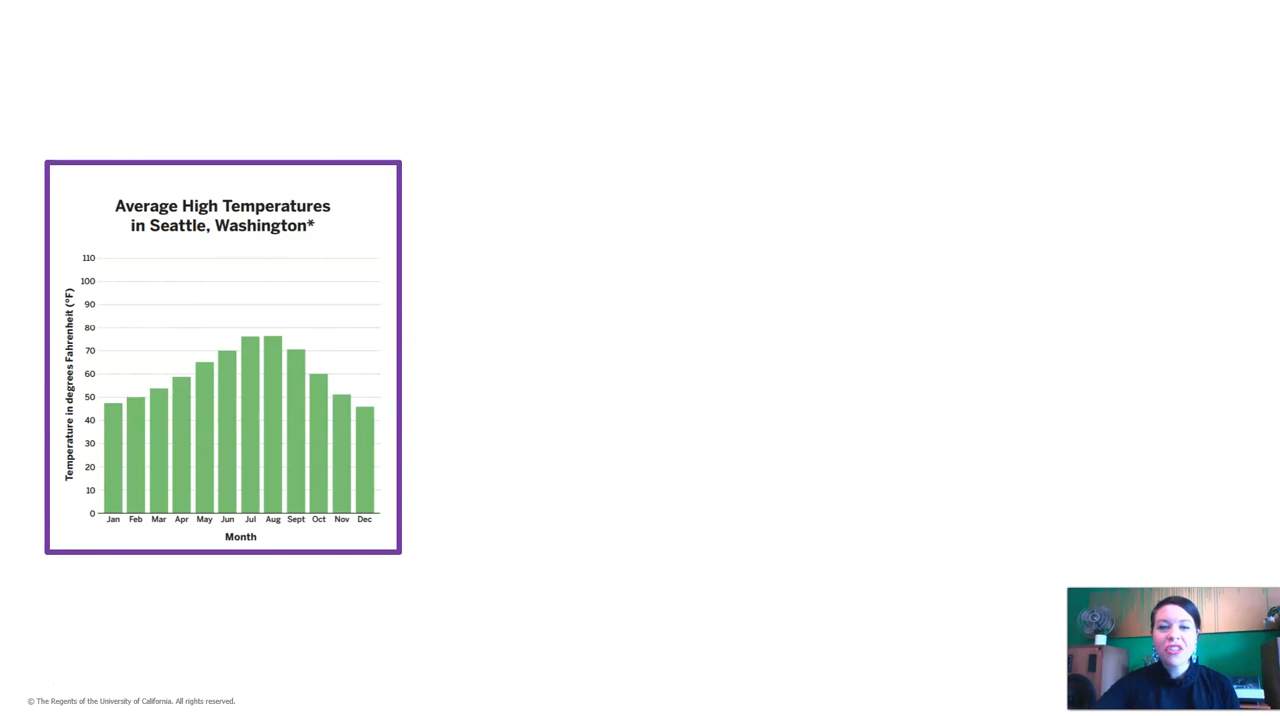 Average High Temperatures
in Seattle, Washington*
Temperature in degrees Fahrenheit (°F)
110
100
90
80
70
60
50
40
30
20
10
0
Jan Feb Mar Apr May Jun Jul Aug Sept Oct Nov Dec
Month
© The Regents of the University of California. All rights reserved.